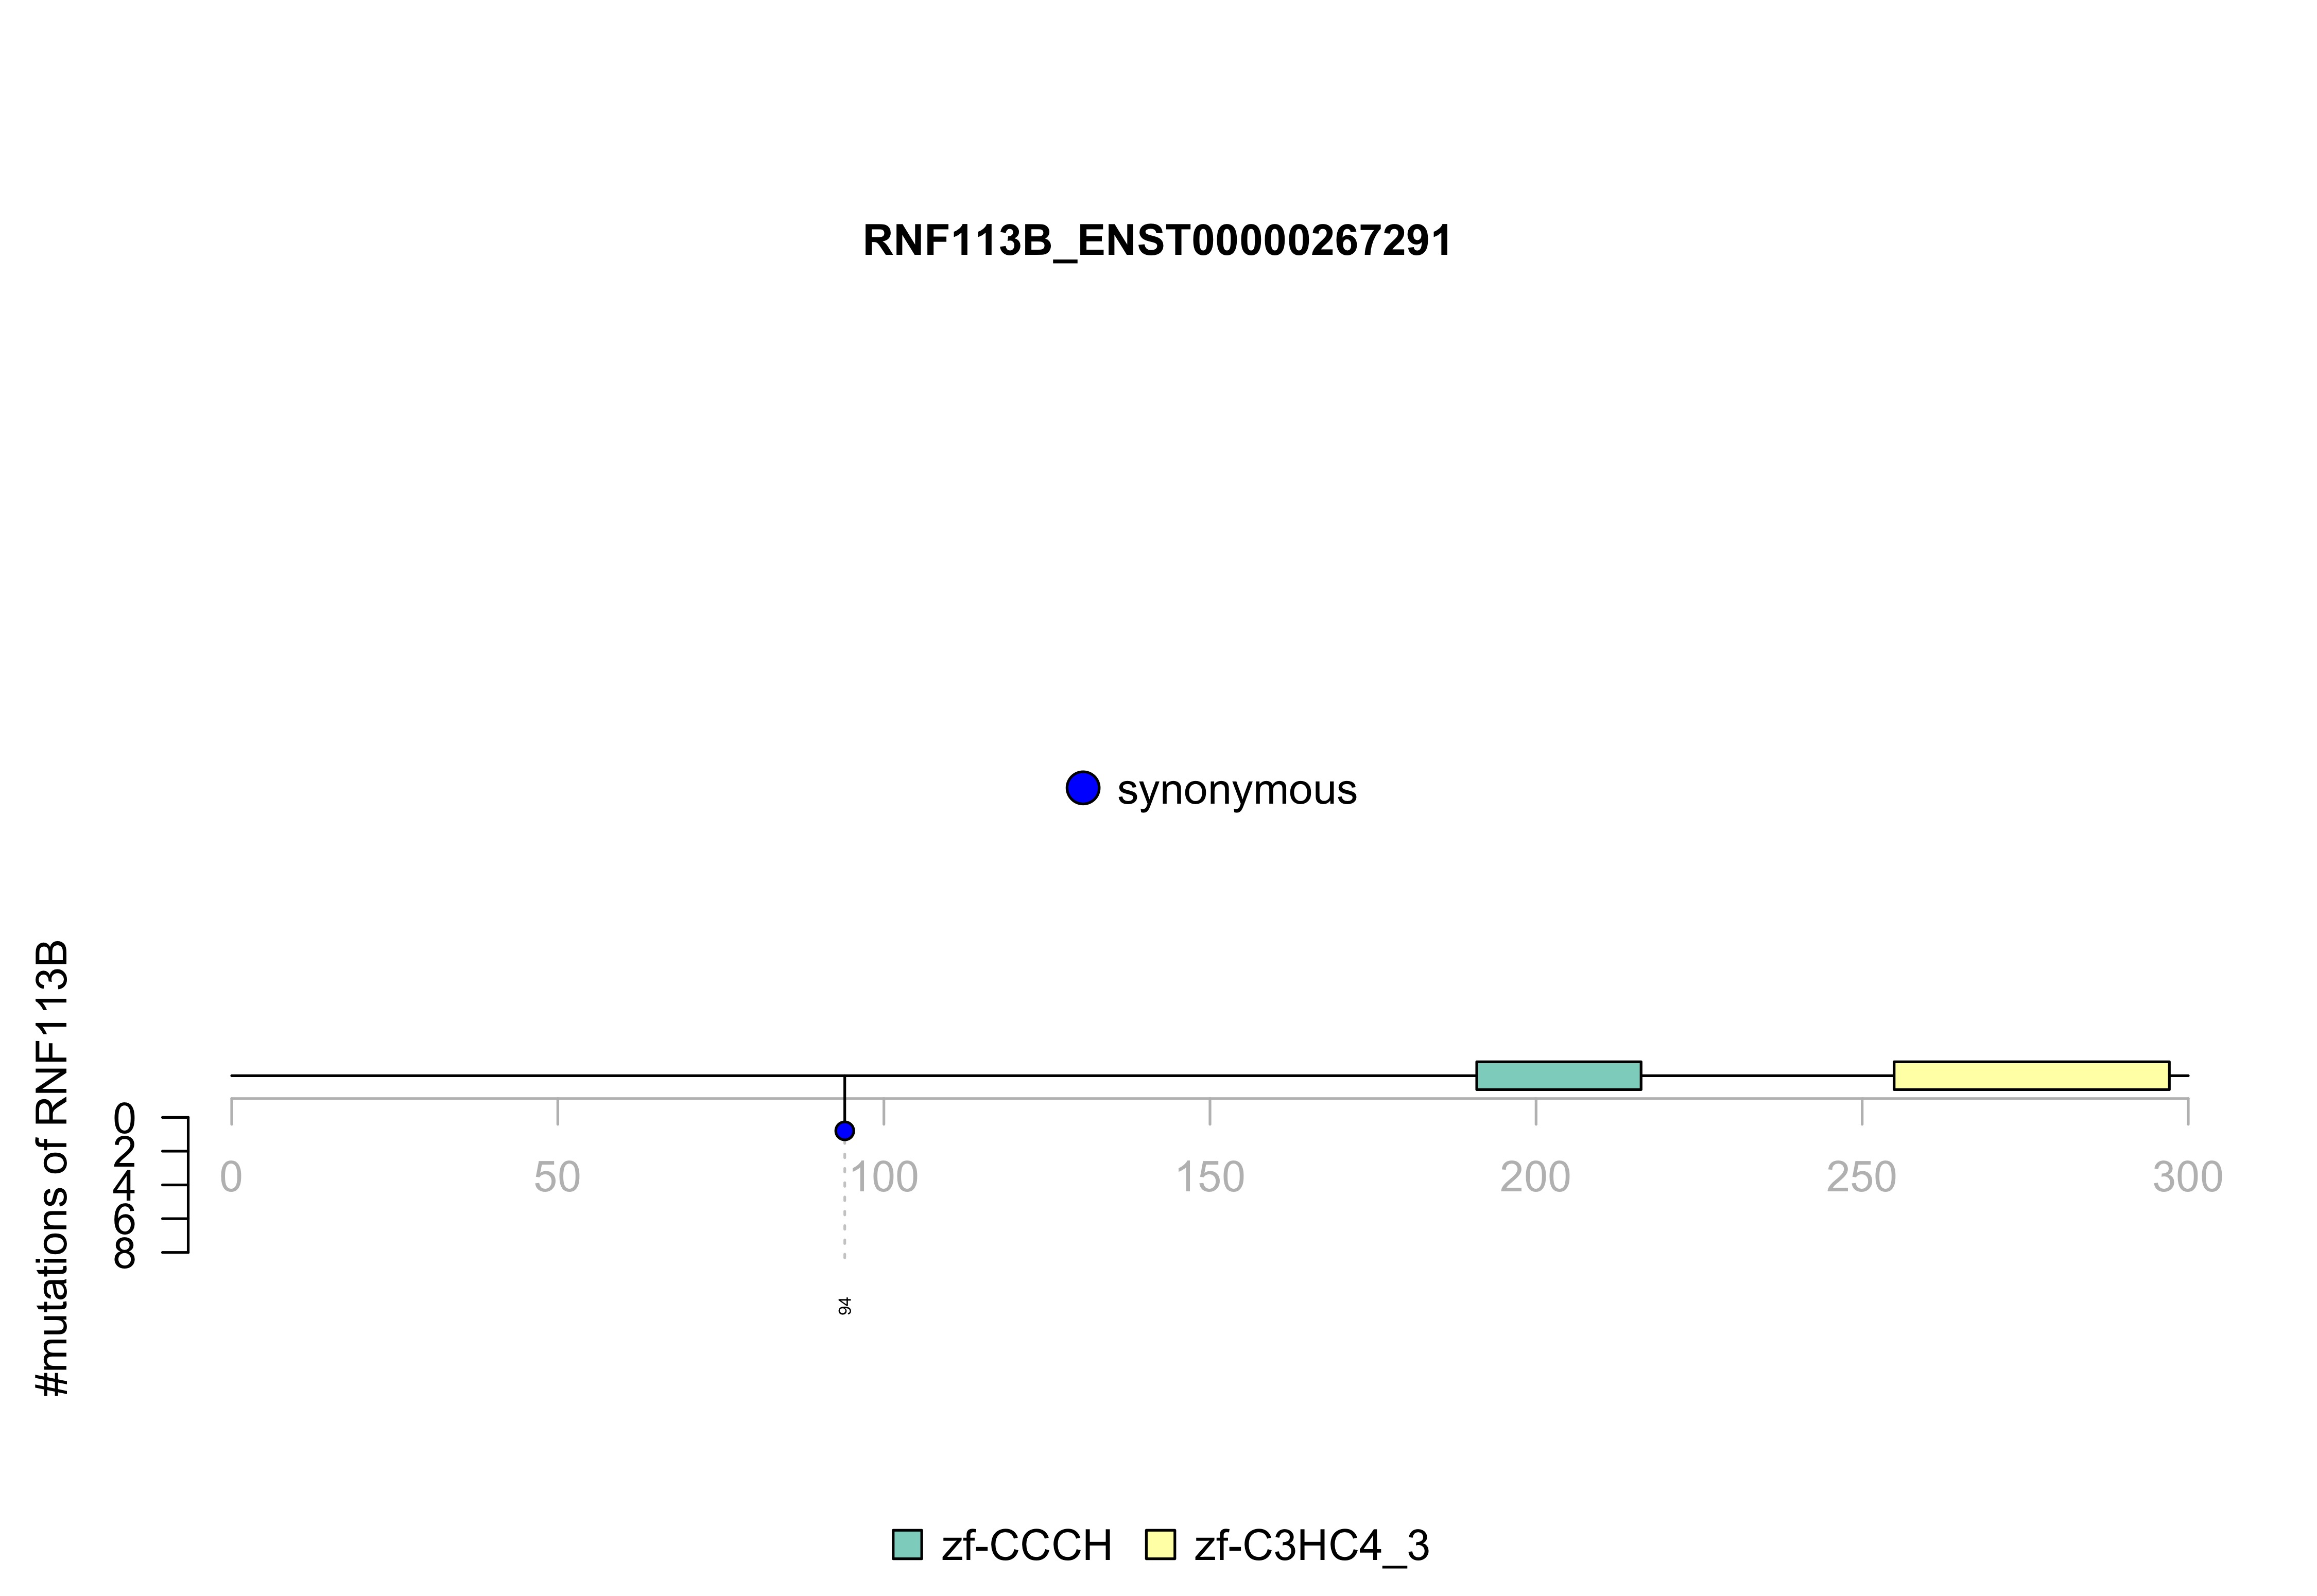 RNF113B_ENST00000267291
synonymous
#mutations of RNF113B
0
2
4
6
8
0 50 100 150 200 250 300
94
zf-CCCH zf-C3HC4_3